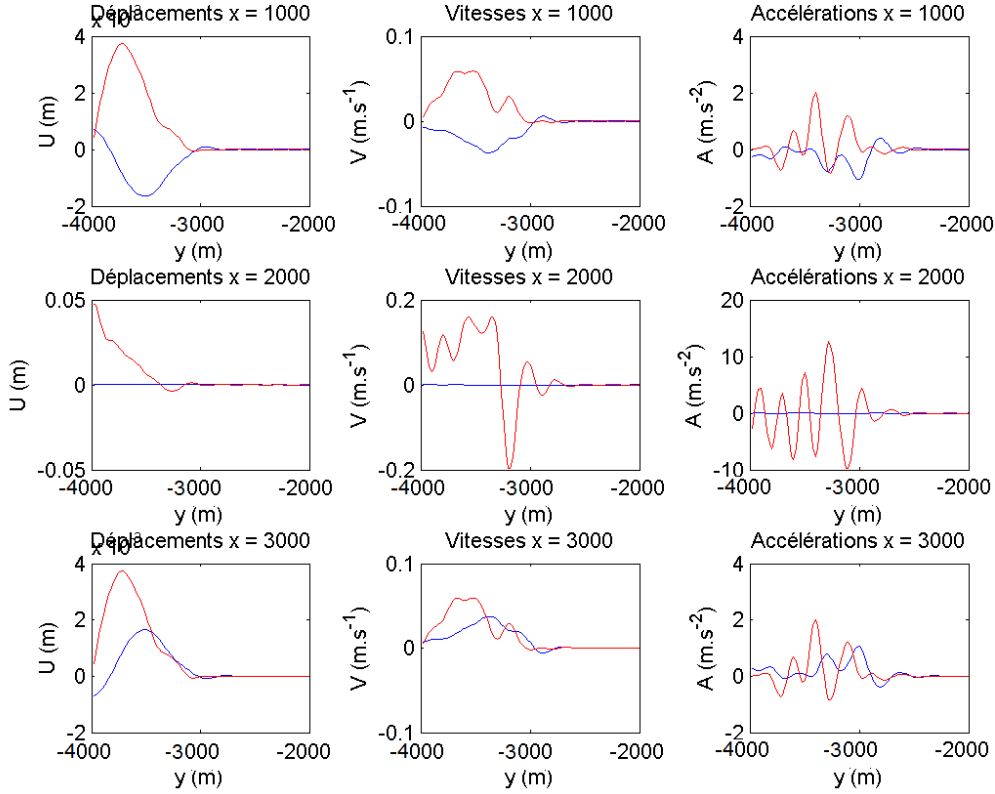 Déplacements x = 1000 Vitesses x = 1000 Accélérations x = 1000
4 0.1 4
2 0 2
0 -0.1 0
-2 -2
U (m) V (m.s-1) A (m.s-2)
-4000 -3000 -2000 -4000 -3000 -2000 -4000 -3000 -2000
y (m) y (m) y (m)
Déplacements x = 2000 Vitesses x = 2000 Accélérations x = 2000
0.05 0.2 20
0 0 10
-0.05 0.2 0
-10
U (m) V (m.s-1) A (m.s-2)
-4000 -3000 -2000 -4000 -3000 -2000 -4000 -3000 -2000
y (m) y (m) y (m)
Déplacements x = 3000 Vitesses x = 3000 Accélérations x = 3000
4 0.1 4
2 0 2
0 -0.1 0
-2 -2
U (m) V (m.s-1) A (m.s-2)
-4000 -3000 -2000 -4000 -3000 -2000 -4000 -3000 -2000
y (m) y (m) y (m)